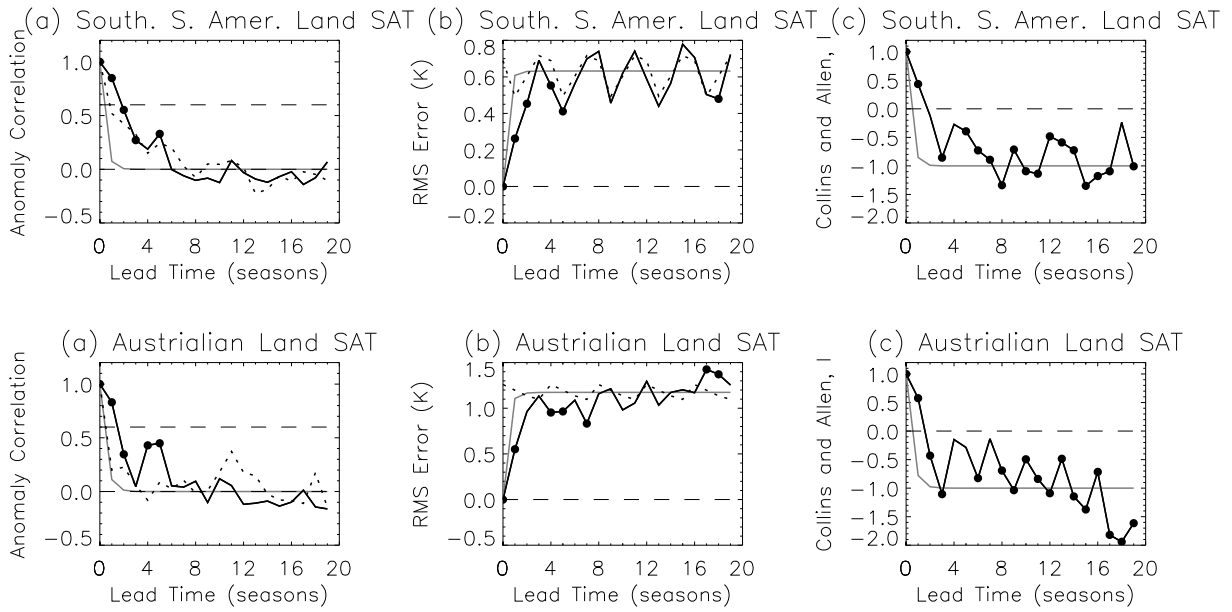 (a) South. S. Amer. Land SAT
Anomaly Correlation
1.0
0.5
0.0
−0.5
0 4 8 12 16 20
Lead Time (seasons)
(b) South. S. Amer. Land SAT
RMS Error (K)
0.8
0.6
0.4
0.2
0.0
−0.2
0 4 8 12 16 20
Lead Time (seasons)
(c) South. S. Amer. Land SAT
Collins and Allen, I
1.0
0.5
0.0
−0.5
−1.0
−1.5
−2.0
0 4 8 12 16 20
Lead Time (seasons)
(a) Austrialian Land SAT
Anomaly Correlation
1.0
0.5
0.0
−0.5
0 4 8 12 16 20
Lead Time (seasons)
(b) Austrialian Land SAT
RMS Error (K)
1.5
1.0
0.5
0.0
−0.5
0 4 8 12 16 20
Lead Time (seasons)
(c) Austrialian Land SAT
Collins and Allen, I
1.0
0.5
0.0
−0.5
−1.0
−1.5
−2.0
0 4 8 12 16 20
Lead Time (seasons)